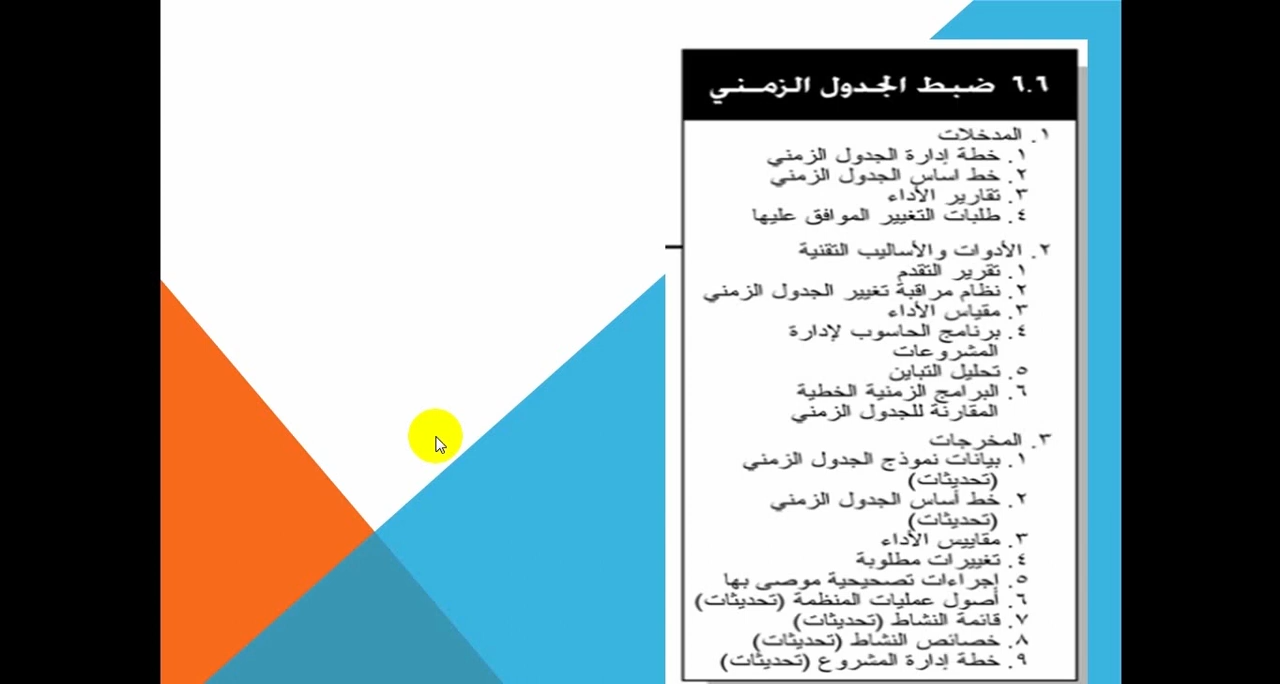 ٦.٦ ضبط الجدول الزمني
١. المدخلات
١. خطة إدارة الجدول الزمني
٢. خط اساس الجدول الزمني
٣. تقارير الأداء
٤. طلبات التغيير الموافق عليها
٢. الأدوات والأساليب التقنية
١. تقرير التقدم
٢. نظام مراقبة تغيير الجدول الزمني
٣. مقياس الأداء
٤. برنامج الحاسوب لإدارة
المشروعات
٥. تحليل التباين
٦. البرامج الزمنية الخطية
المقارنة للجدول الزمني
٣. المخرجات
١. بيانات نموذج الجدول الزمني
(تحديثات)
٢. خط أساس الجدول الزمني
(تحديثات)
٣. مقاييس الأداء
٤. تغييرات مطلوبة
٥. إجراءات تصحيحية موصى بها
٦. أصول عمليات المنظمة (تحديثات)
٧. قائمة النشاط (تحديثات)
٨. خصائص النشاط (تحديثات)
٩. خطة إدارة المشروع (تحديثات)